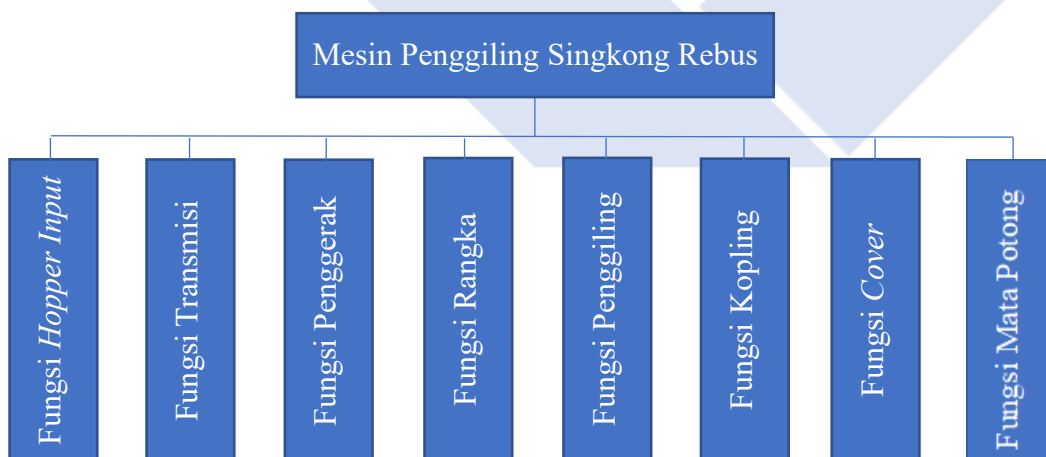 Mesin Penggiling Singkong Rebus
Fungsi Hopper Input
Fungsi Transmisi
Fungsi Penggerak
Fungsi Rangka
Fungsi Penggiling
Fungsi Kopling
Fungsi Cover
Fungsi Mata Potong